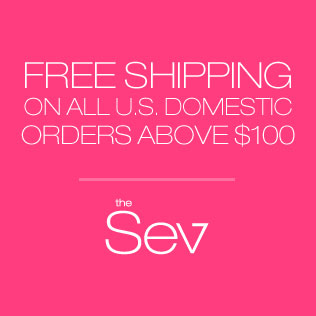 FREE SHIPPING
ON ALL U.S. DOMESTIC
ORDERS ABOVE $100
the
Sev